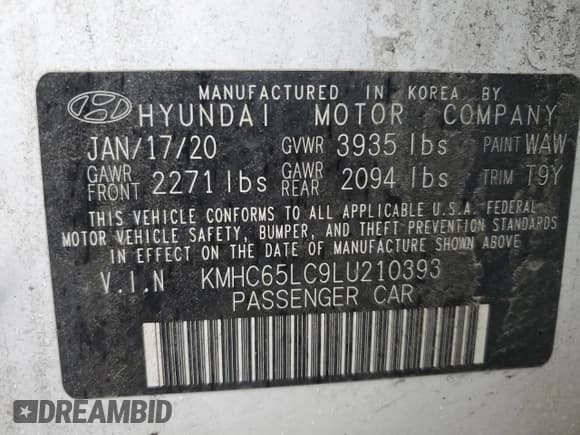 MANUFACTURED IN KOREA BY
HYUNDAI MOTOR COMPANY
JAN/17/20 GVWR 3935 lbs PAINT WAW
GAWR FRONT 2271 lbs GAWR REAR 2094 lbs TRIM T9Y
THIS VEHICLE CONFORMS TO ALL APPLICABLE U.S.A. FEDERAL
MOTOR VEHICLE SAFETY, BUMPER, AND THEFT PREVENTION STANDARDS
IN EFFECT ON THE DATE OF MANUFACTURE SHOWN ABOVE
V.I.N KMHC65LC9LU210393
PASSENGER CAR
DREAMBID